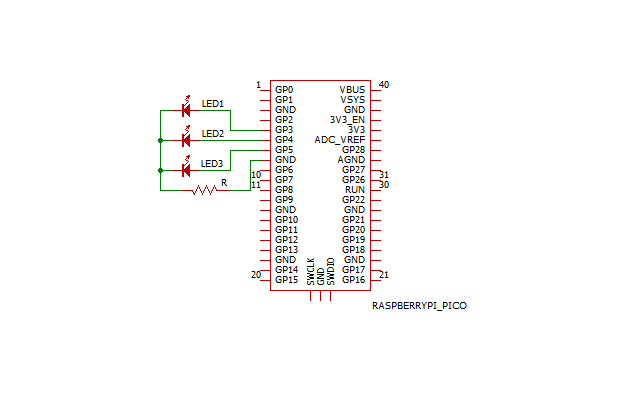 1
40
GP0
VBUS
GP1
VSYS
LED1
GND
GND
GP2
3V3_EN
GP3
3V3
LED2
GP4
ADC_VREF
GP5
GP28
LED3
GND
AGND
10
GP6
GP27
31
R
11
GP7
GP26
30
GP8
RUN
GP9
GP22
GND
GND
GP10
GP21
GP11
GP20
GP12
GP19
GP13
GP18
GND
GND
20
GP14
GP17
21
GP15
GP16
SWCLK
GND
SWDIO
RASPBERRYPI_PICO